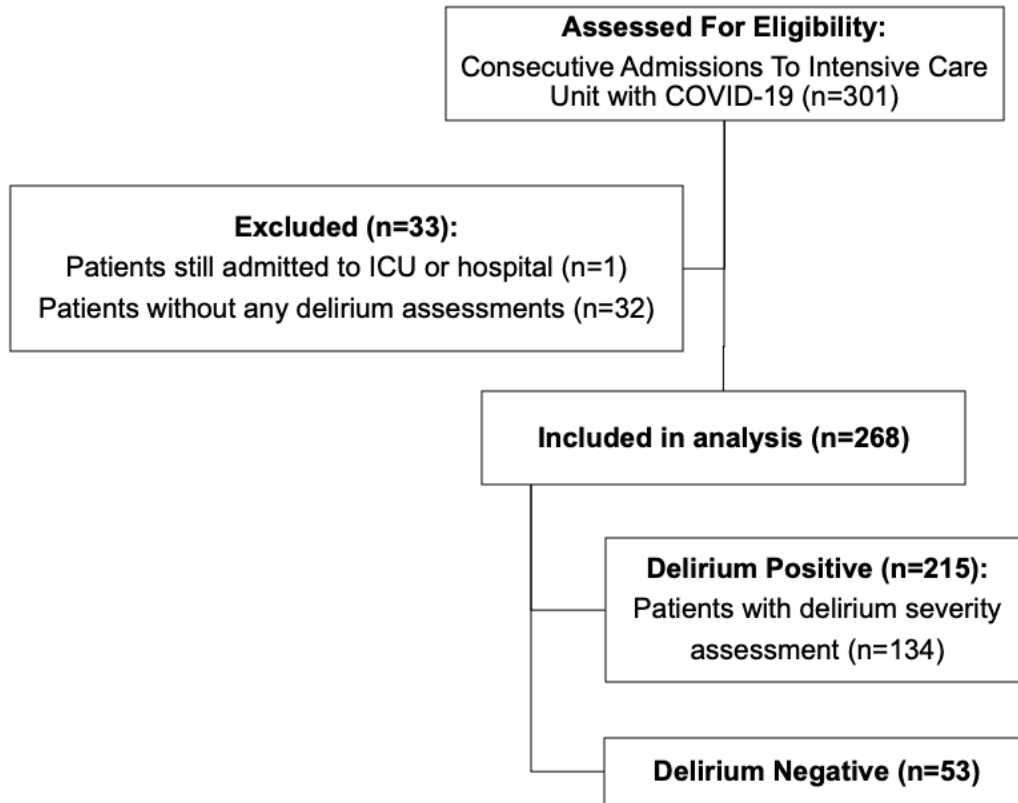 Assessed For Eligibility:
Consecutive Admissions To Intensive Care
Unit with COVID-19 (n=301)
Excluded (n=33):
Patients still admitted to ICU or hospital (n=1)
Patients without any delirium assessments (n=32)
Included in analysis (n=268)
Delirium Positive (n=215):
Patients with delirium severity
assessment (n=134)
Delirium Negative (n=53)